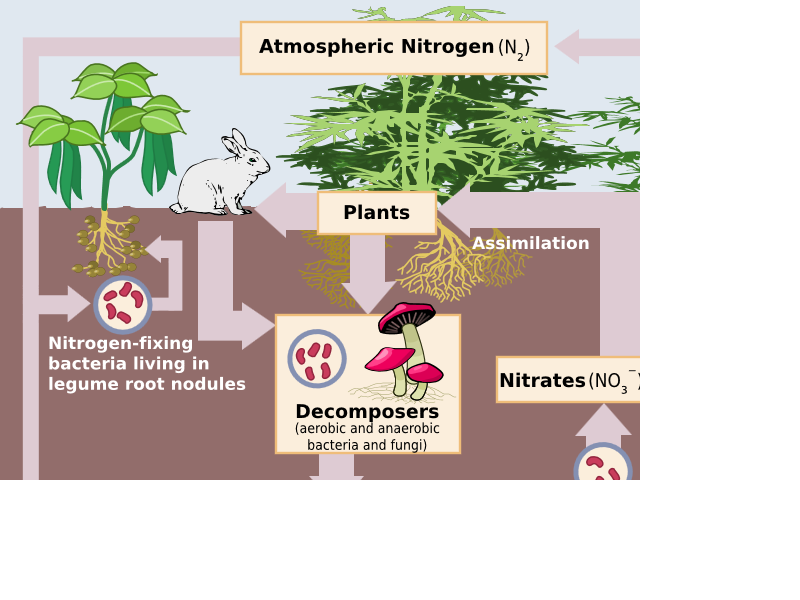 Atmospheric Nitrogen (N₂)
Plants
Assimilation
Nitrogen-fixing
bacteria living in
legume root nodules
Nitrates (NO₃⁻)
Decomposers
(aerobic and anaerobic
bacteria and fungi)